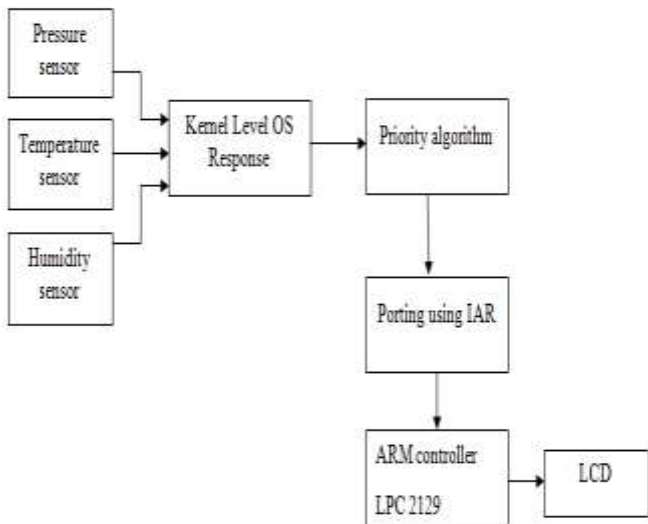 Pressure
sensor
Temperature
sensor
Humidity
sensor
Kernel Level OS
Response
Priority algorithm
Porting using IAR
ARM controller
LPC 2129
LCD